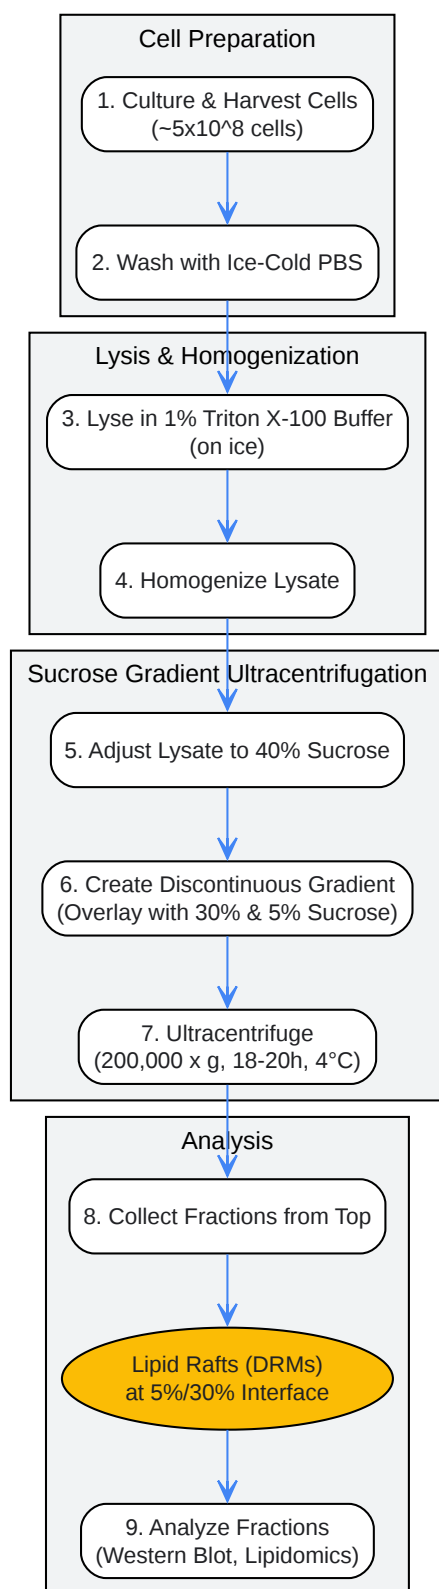 Cell Preparation
1. Culture & Harvest Cells
(~5x10^8 cells)
2. Wash with Ice-Cold PBS
Lysis & Homogenization
3. Lyse in 1% Triton X-100 Buffer
(on ice)
4. Homogenize Lysate
Sucrose Gradient Ultracentrifugation
5. Adjust Lysate to 40% Sucrose
6. Create Discontinuous Gradient
(Overlay with 30% & 5% Sucrose)
7. Ultracentrifuge
(200,000 x g, 18-20h, 4°C)
Analysis
8. Collect Fractions from Top
Lipid Rafts (DRMs)
at 5%/30% Interface
9. Analyze Fractions
(Western Blot, Lipidomics)